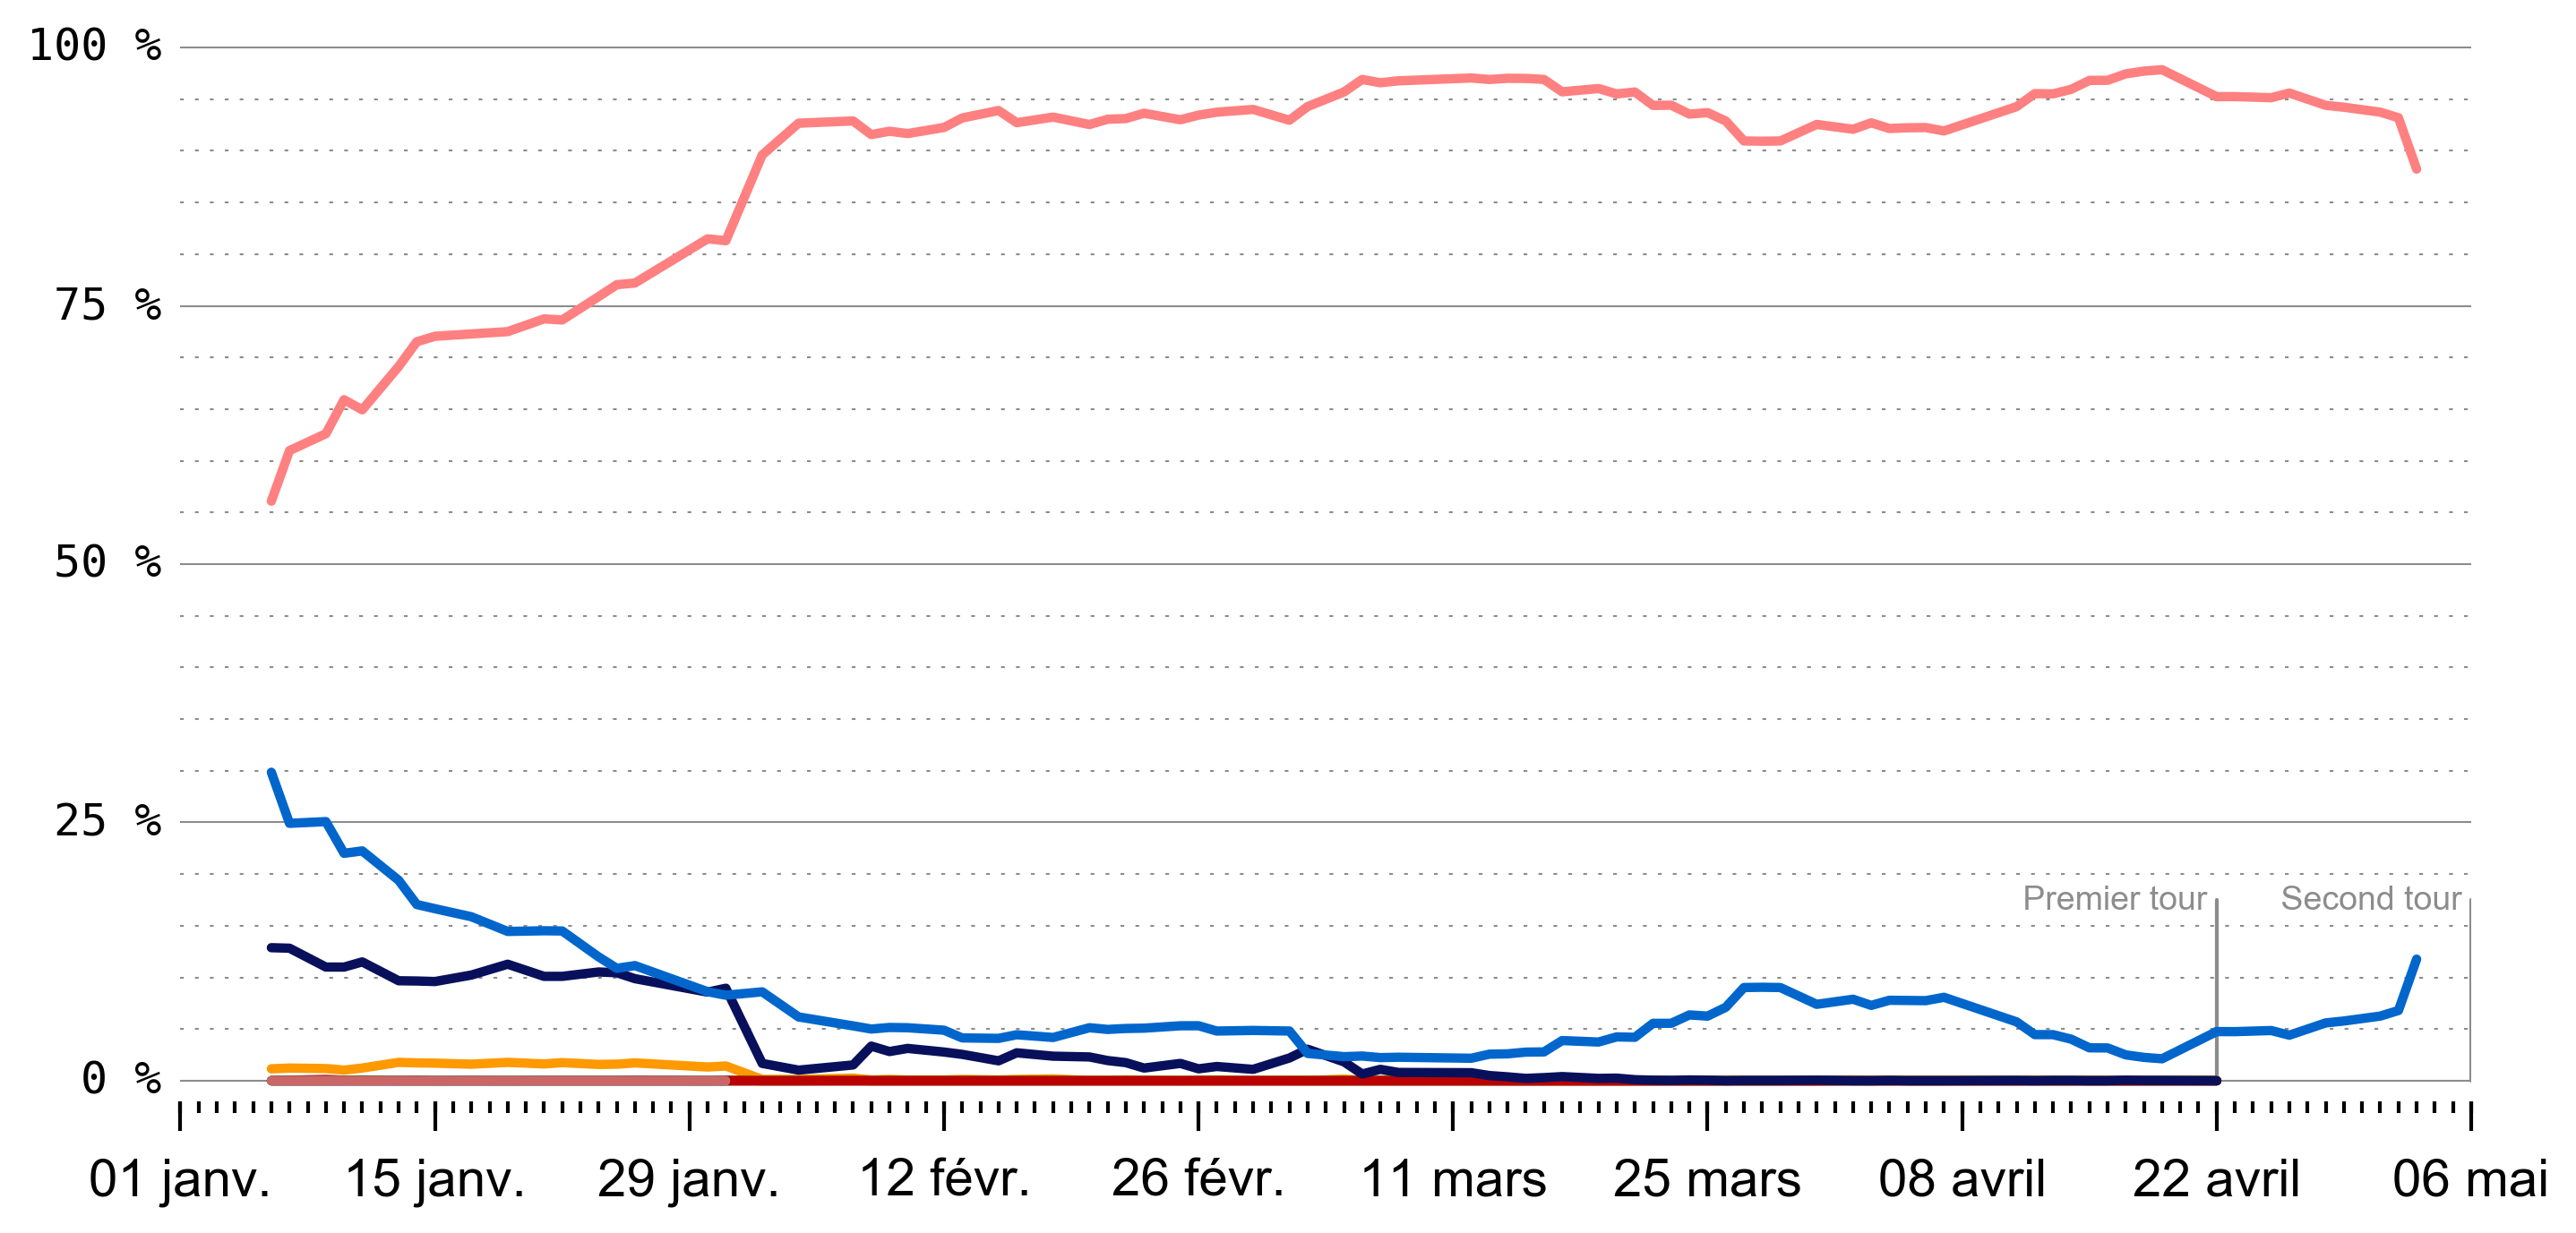 100 %
75 %
50 %
25 %
Premier tour Second tour
0 %
01 janv. 15 janv. 29 janv. 12 févr. 26 févr. 11 mars 25 mars 08 avril 22 avril 06 mai